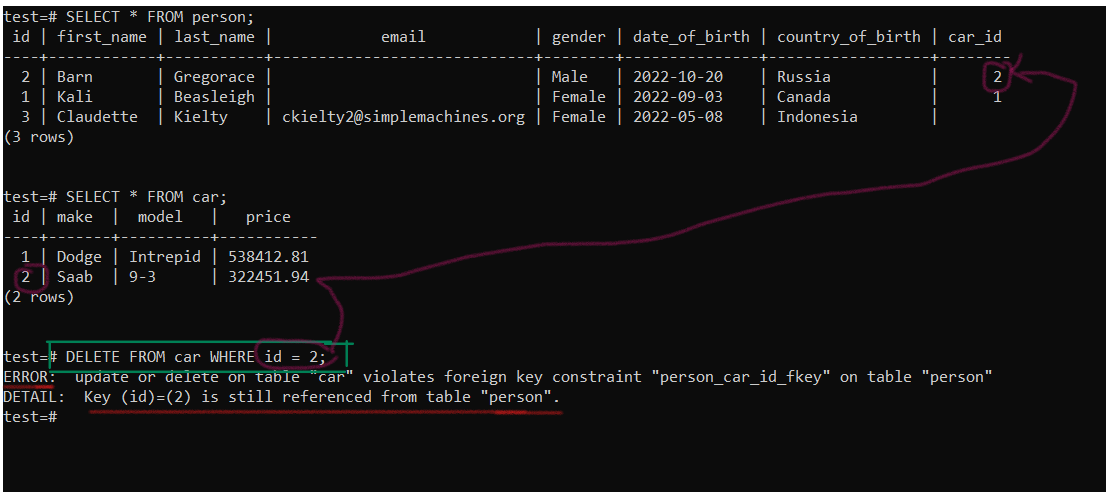 test=# SELECT * FROM person;
 id | first_name | last_name |            email            | gender | date_of_birth | country_of_birth | car_id
----+------------+-----------+-----------------------------+--------+---------------+------------------+--------
  2 | Barn       | Gregorace |                             | Male   | 2022-10-20    | Russia           |      2
  1 | Kali       | Beasleigh |                             | Female | 2022-09-03    | Canada           |      1
  3 | Claudette  | Kielty    | ckielty2@simplemachines.org | Female | 2022-05-08    | Indonesia        |
(3 rows)
test=# SELECT * FROM car;
 id | make  |  model   |   price
----+-------+----------+-----------
  1 | Dodge | Intrepid | 538412.81
  2 | Saab  | 9-3      | 322451.94
(2 rows)
test=# DELETE FROM car WHERE id = 2;
ERROR:  update or delete on table "car" violates foreign key constraint "person_car_id_fkey" on table "person"
DETAIL:  Key (id)=(2) is still referenced from table "person".
test=#